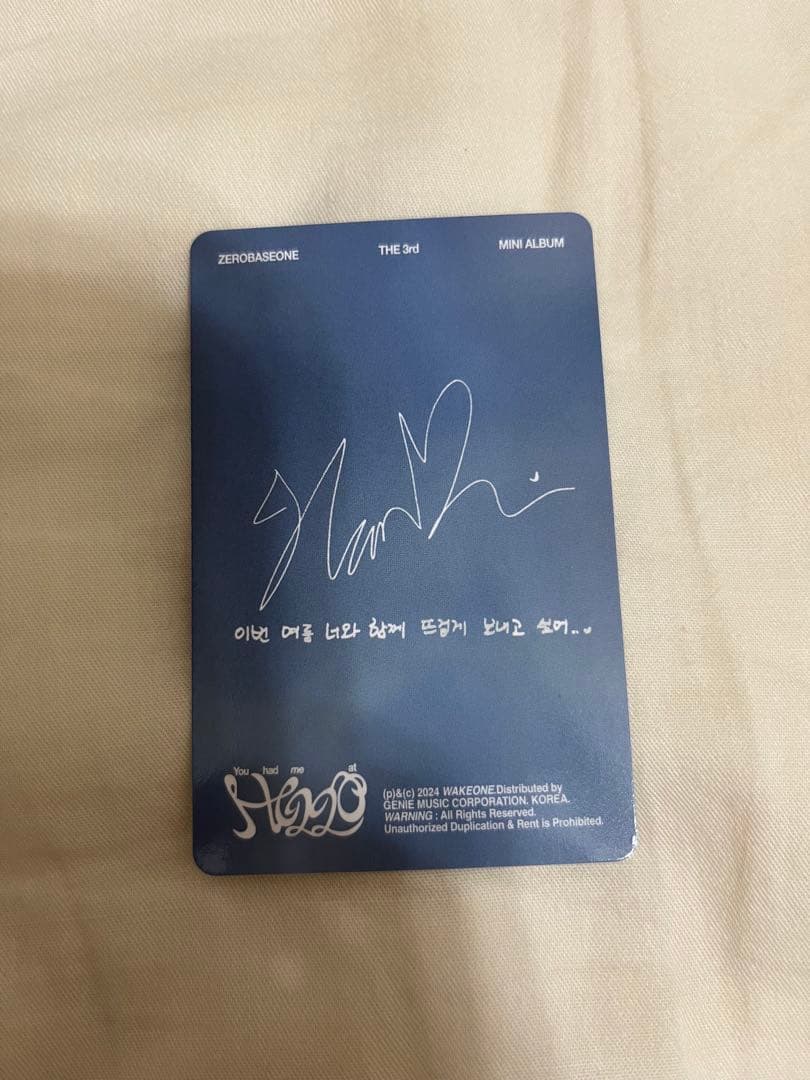 ZEROBASEONE THE 3rd MINI ALBUM
이번 여름 너와 함께 뜨겁게 보내고 싶어..
You had me at
HE220
(p)&(c) 2024 WAKEONE.Distributed by
GENIE MUSIC CORPORATION. KOREA.
WARNING : All Rights Reserved.
Unauthorized Duplication & Rent is Prohibited.